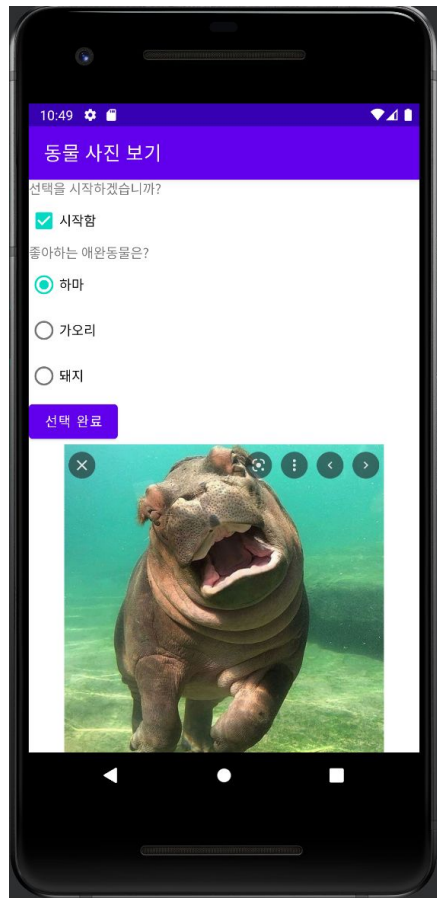 10:49
동물 사진 보기
선택을 시작하겠습니까?
시작함
좋아하는 애완동물은?
하마
가오리
돼지
선택 완료